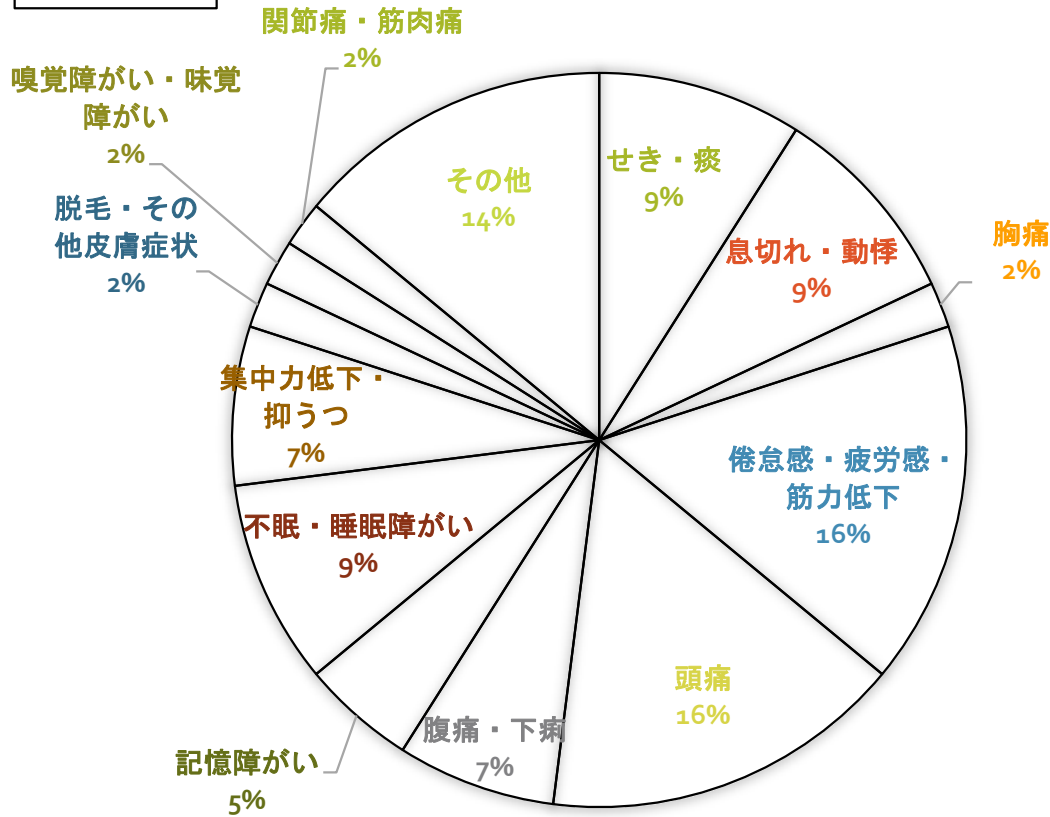 関節痛・筋肉痛
2%
嗅覚障がい・味覚
障がい
2%
脱毛・その
他皮膚症状
2%
その他
14%
せき・痰
9%
息切れ・動悸
9%
胸痛
2%
集中力低下・
抑うつ
7%
倦怠感・疲労感・
筋力低下
16%
不眠・睡眠障がい
9%
頭痛
16%
腹痛・下痢
7%
記憶障がい
5%